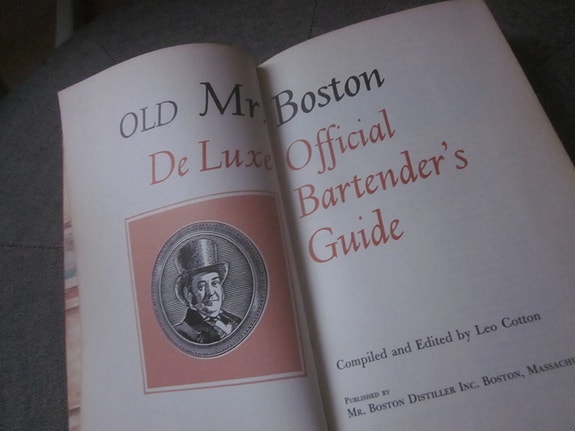 OLD Mr. Boston
De Luxe Official
Bartender's
Guide
Compiled and Edited by Leo Cotton
Published by
Mr. Boston Distiller Inc. Boston, Massachu